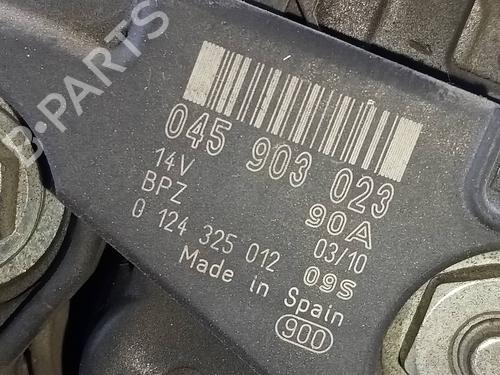 B-PARTS
045 903 023
14V 90A
BPZ 03/10
0 124 325 012 09S
Made in Spain
900